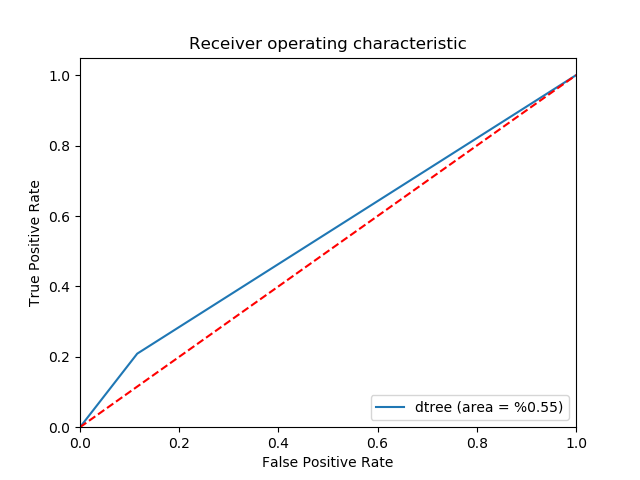 Receiver operating characteristic
1.0
0.8
0.6
0.4
0.2
0.0
True Positive Rate
dtree (area = %0.55)
0.0 0.2 0.4 0.6 0.8 1.0
False Positive Rate